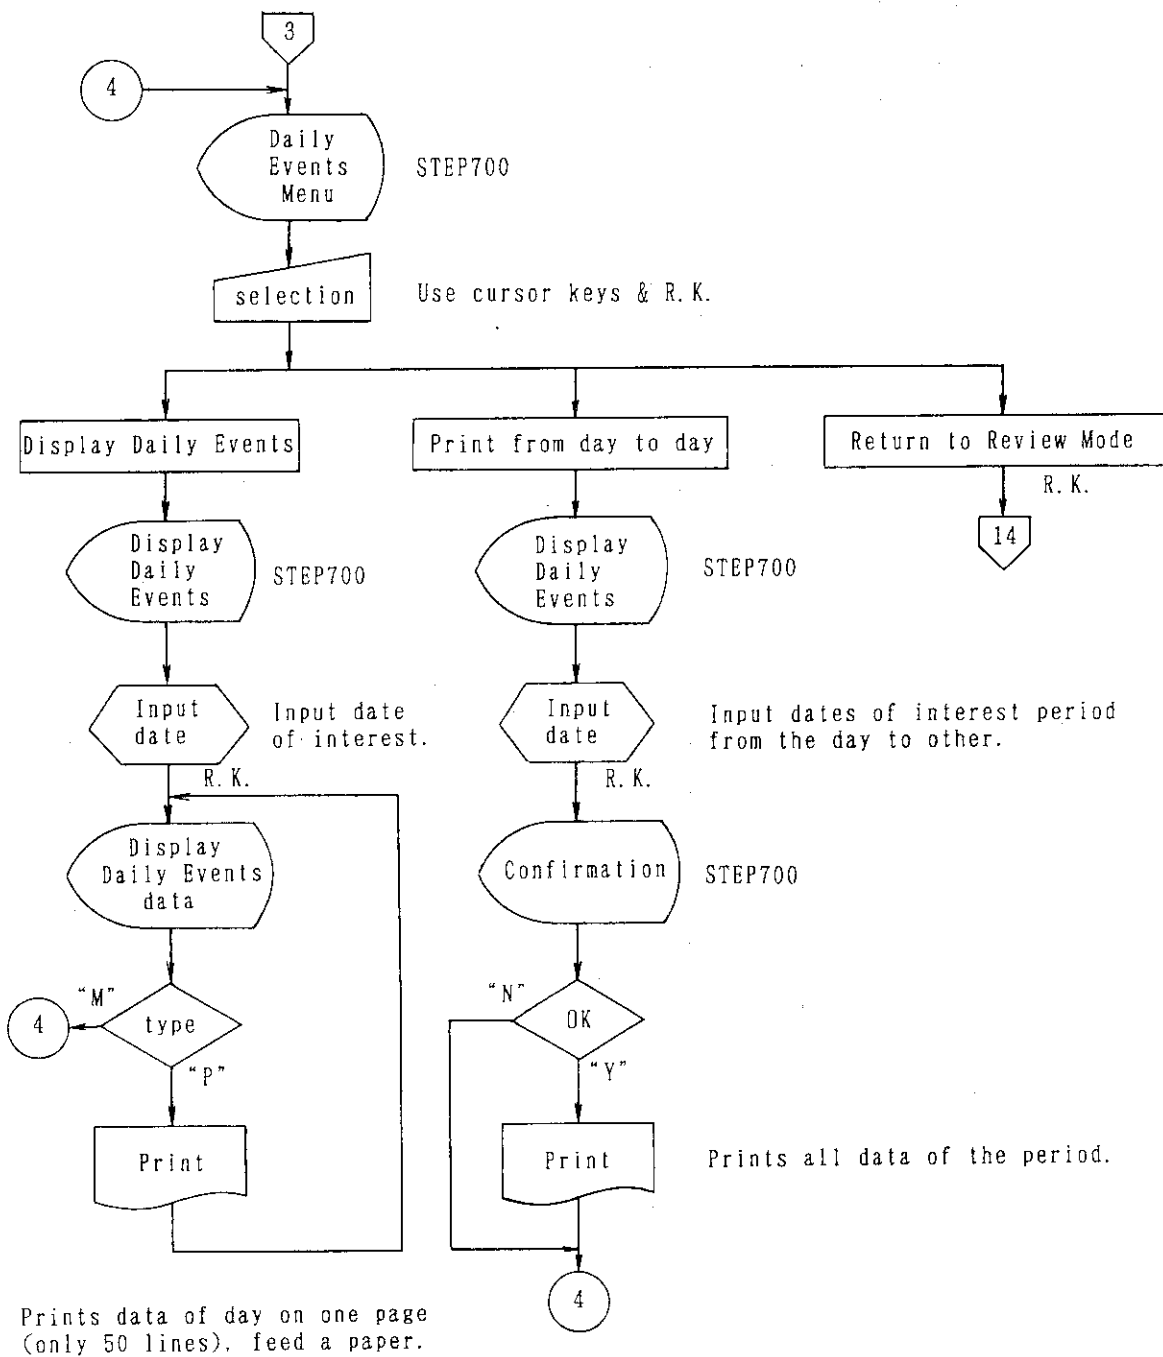 3
4
Daily
Events
Menu
STEP700
selection
Use cursor keys & R.K.
Display Daily Events
Print from day to day
Return to Review Mode
R.K.
14
Display
Daily
Events
STEP700
Display
Daily
Events
STEP700
Input
date
Input date
of interest.
R.K.
Input
date
Input dates of interest period
from the day to other.
R.K.
Display
Daily Events
data
Confirmation
STEP700
"M"
4
type
"P"
"N"
OK
"Y"
Print
Print
Prints all data of the period.
4
Prints data of day on one page
(only 50 lines), feed a paper.